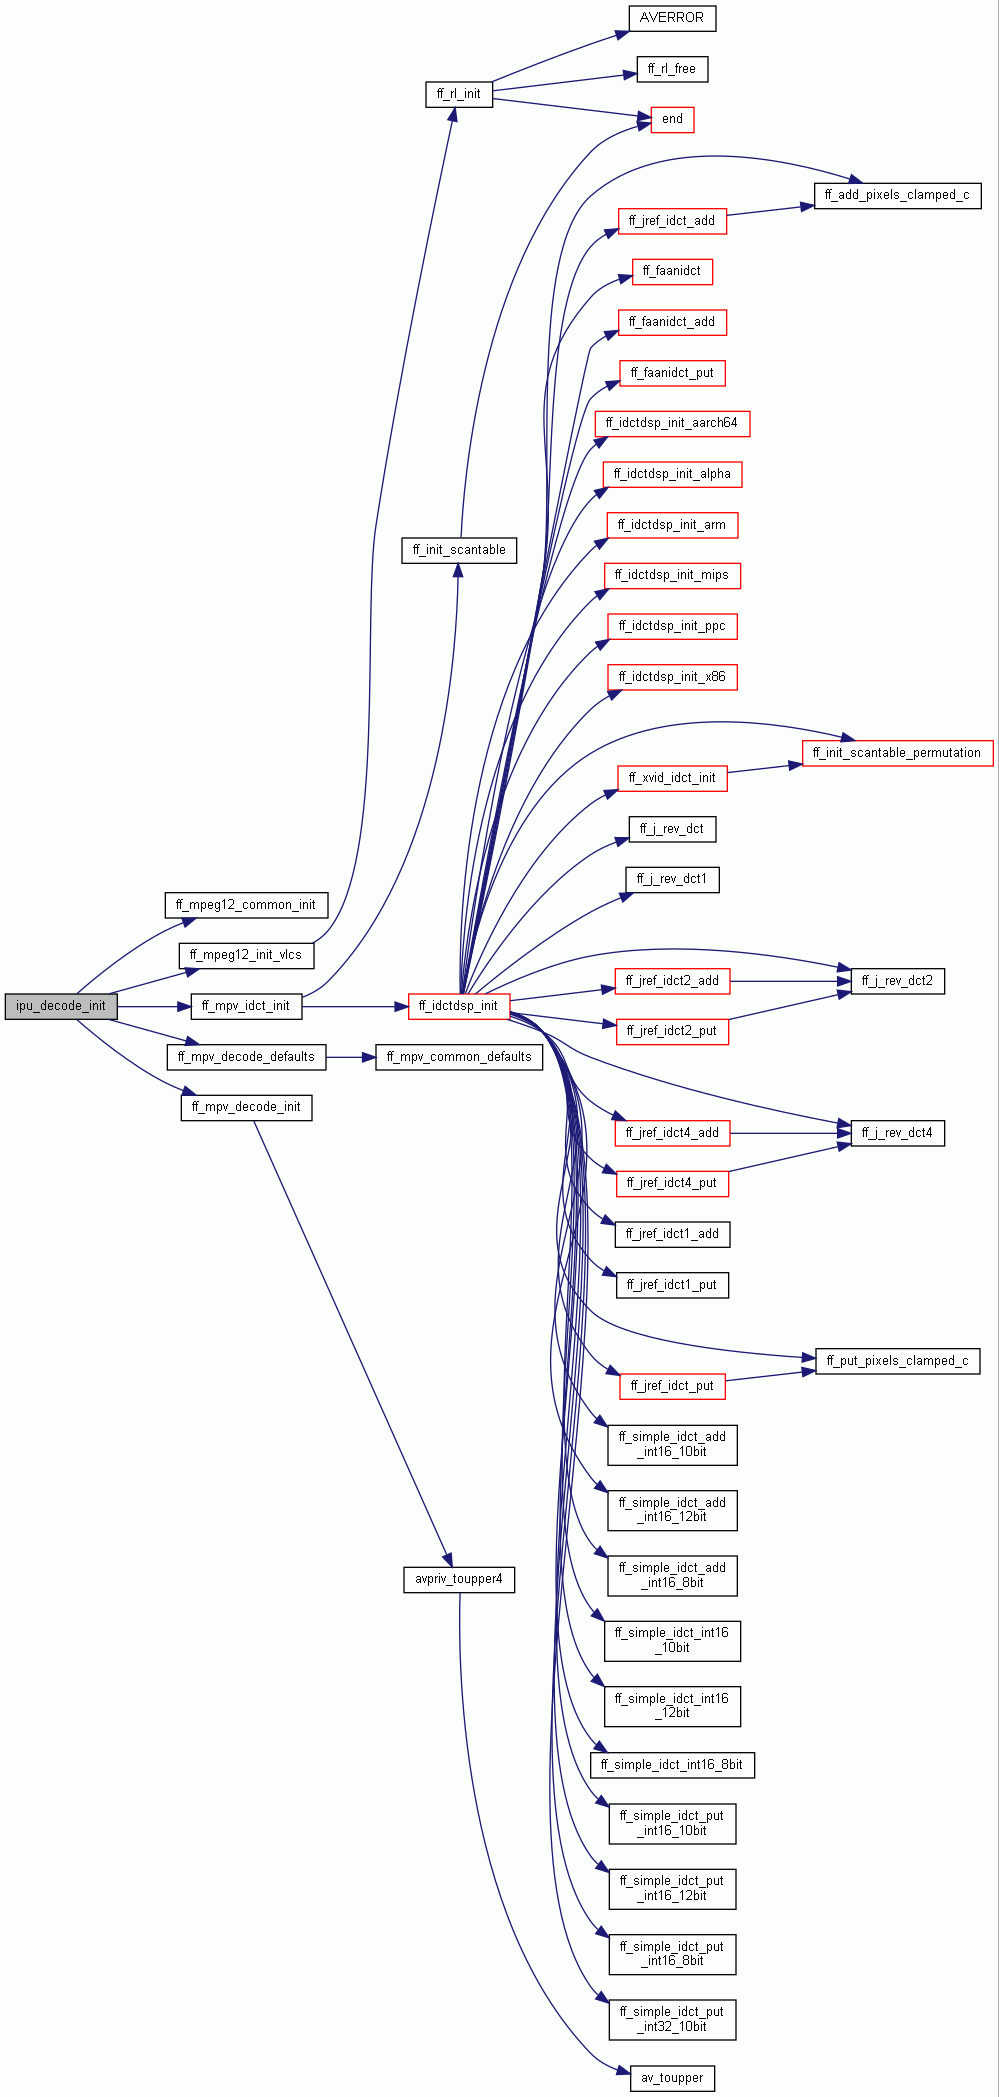 AVERROR
ff_rl_free
ff_rl_init
end
ff_add_pixels_clamped_c
ff_jref_idct_add
ff_faanidct
ff_faanidct_add
ff_faanidct_put
ff_idctdsp_init_aarch64
ff_idctdsp_init_alpha
ff_idctdsp_init_arm
ff_init_scantable
ff_idctdsp_init_mips
ff_idctdsp_init_ppc
ff_idctdsp_init_x86
ff_init_scantable_permutation
ff_xvid_idct_init
ff_j_rev_dct
ff_j_rev_dct1
ff_mpeg12_common_init
ff_mpeg12_init_vlcs
ff_jref_idct2_add
ff_j_rev_dct2
ipu_decode_init
ff_mpv_idct_init
ff_idctdsp_init
ff_jref_idct2_put
ff_mpv_decode_defaults
ff_mpv_common_defaults
ff_mpv_decode_init
ff_jref_idct4_add
ff_j_rev_dct4
ff_jref_idct4_put
ff_jref_idct1_add
ff_jref_idct1_put
ff_put_pixels_clamped_c
ff_jref_idct_put
ff_simple_idct_add
_int16_10bit
ff_simple_idct_add
_int16_12bit
ff_simple_idct_add
_int16_8bit
avpriv_toupper4
ff_simple_idct_int16
_10bit
ff_simple_idct_int16
_12bit
ff_simple_idct_int16_8bit
ff_simple_idct_put
_int16_10bit
ff_simple_idct_put
_int16_12bit
ff_simple_idct_put
_int16_8bit
ff_simple_idct_put
_int32_10bit
av_toupper